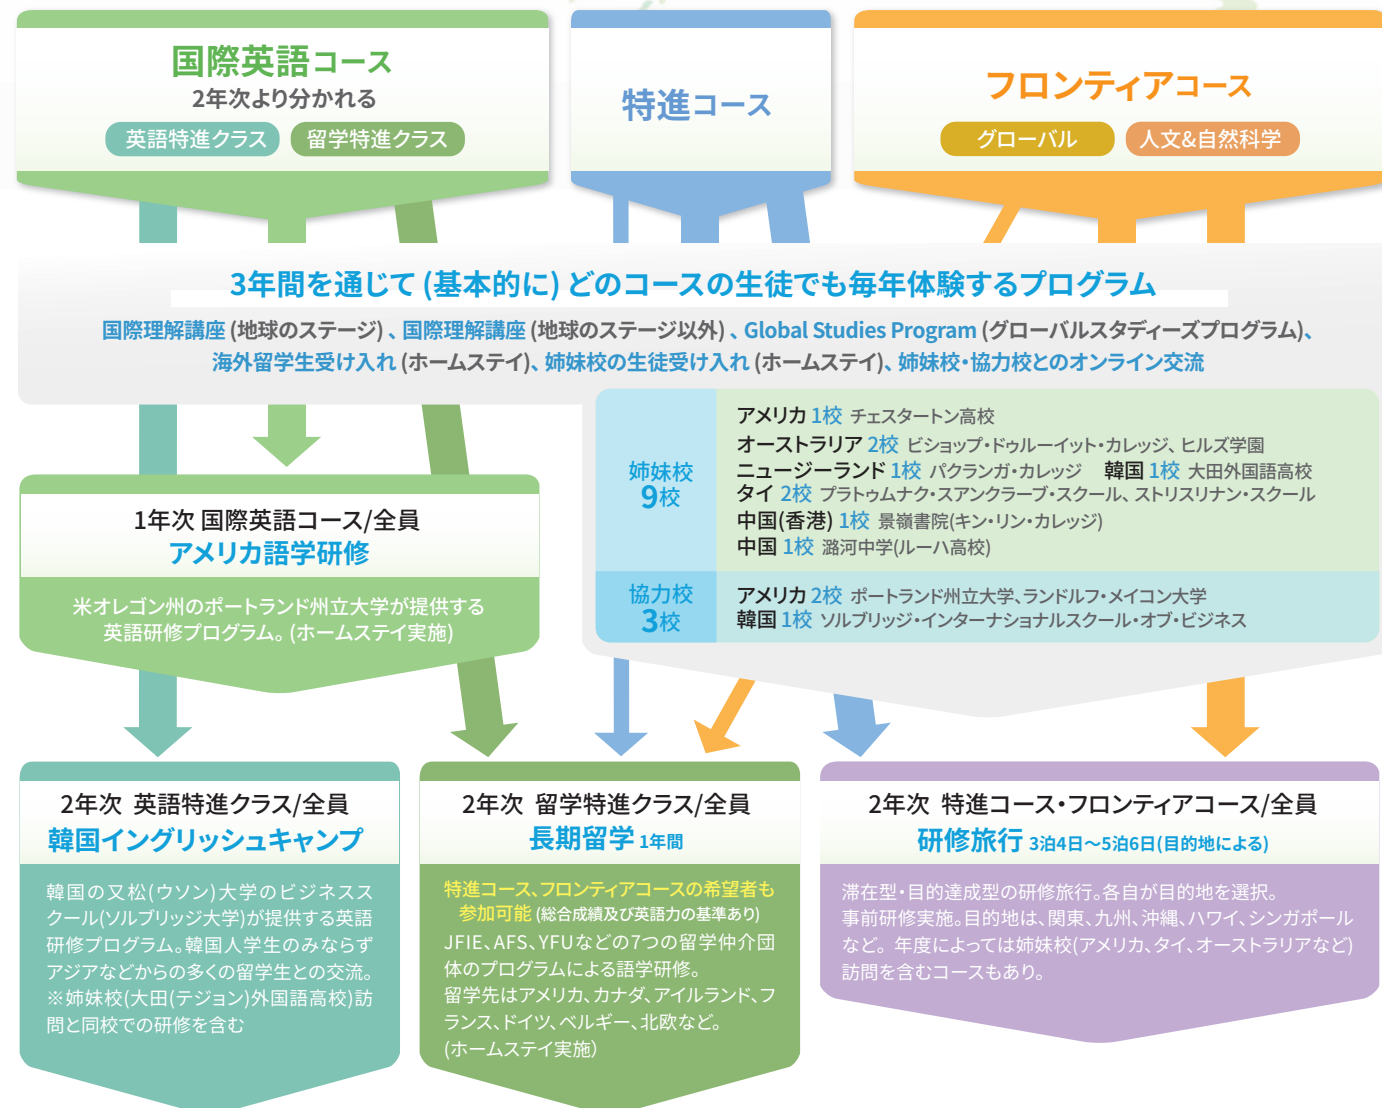 国際英語コース
2年次より分かれる
英語特進クラス 留学特進クラス
特進コース
フロンティアコース
グローバル 人文&自然科学
3年間を通じて (基本的に) どのコースの生徒でも毎年体験するプログラム
国際理解講座 (地球のステージ) 、国際理解講座 (地球のステージ以外) 、Global Studies Program (グローバルスタディーズプログラム)、
海外留学生受け入れ (ホームステイ)、姉妹校の生徒受け入れ (ホームステイ)、姉妹校・協力校とのオンライン交流
姉妹校
9校
アメリカ 1校 チェスタートン高校
オーストラリア 2校 ビショップ・ドゥルーイット・カレッジ、ヒルズ学園
ニュージーランド 1校 パクランガ・カレッジ 韓国 1校 大田外国語高校
タイ 2校 プラトゥムナク・スアンクラーブ・スクール、ストリスリナン・スクール
中国(香港) 1校 景嶺書院(キン・リン・カレッジ)
中国 1校 潞河中学(ルーハ高校)
協力校
3校
アメリカ 2校 ポートランド州立大学、ランドルフ・メイコン大学
韓国 1校 ソルブリッジ・インターナショナルスクール・オブ・ビジネス
1年次 国際英語コース/全員
アメリカ語学研修
米オレゴン州のポートランド州立大学が提供する
英語研修プログラム。(ホームステイ実施)
2年次 英語特進クラス/全員
韓国イングリッシュキャンプ
韓国の又松(ウソン)大学のビジネスス
クール(ソルブリッジ大学)が提供する英語
研修プログラム。韓国人学生のみならず
アジアなどからの多くの留学生との交流。
※姉妹校(大田(テジョン)外国語高校)訪
問と同校での研修を含む
2年次 留学特進クラス/全員
長期留学 1年間
特進コース、フロンティアコースの希望者も
参加可能 (総合成績及び英語力の基準あり)
JFIE、AFS、YFUなどの7つの留学仲介団
体のプログラムによる語学研修。
留学先はアメリカ、カナダ、アイルランド、フ
ランス、ドイツ、ベルギー、北欧など。
(ホームステイ実施）
2年次 特進コース・フロンティアコース/全員
研修旅行 3泊4日〜5泊6日(目的地による)
滞在型・目的達成型の研修旅行。各自が目的地を選択。
事前研修実施。目的地は、関東、九州、沖縄、ハワイ、シンガポール
など。年度によっては姉妹校(アメリカ、タイ、オーストラリアなど)
訪問を含むコースもあり。